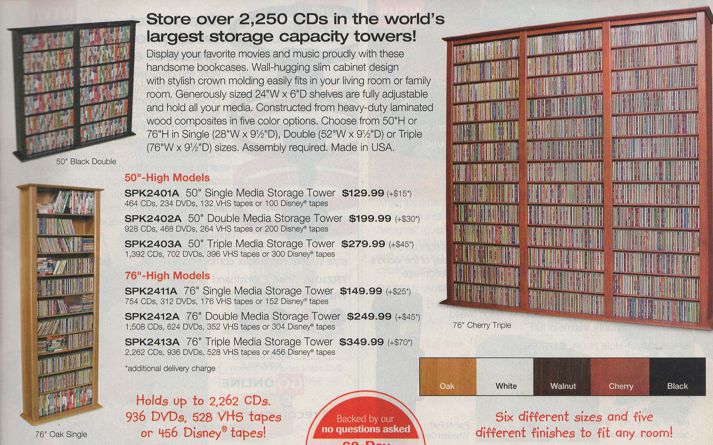 Store over 2,250 CDs in the world's
largest storage capacity towers!
Display your favorite movies and music proudly with these
handsome bookcases. Wall-hugging slim cabinet design
with stylish crown molding easily fits in your living room or family
room. Generously sized 24"W x 6"D shelves are fully adjustable
and hold all your media. Constructed from heavy-duty laminated
wood composites in five color options. Choose from 50"H or
76"H in Single (28"W x 9½"D), Double (52"W x 9½"D) or Triple
(76"W x 9½"D) sizes. Assembly required. Made in USA.
50" Black Double
50"-High Models
SPK2401A 50" Single Media Storage Tower $129.99 (+$15*)
464 CDs, 234 DVDs, 132 VHS tapes or 100 Disney® tapes
SPK2402A 50" Double Media Storage Tower $199.99 (+$30*)
928 CDs, 468 DVDs, 264 VHS tapes or 200 Disney® tapes
SPK2403A 50" Triple Media Storage Tower $279.99 (+$45*)
1,392 CDs, 702 DVDs, 396 VHS tapes or 300 Disney® tapes
76"-High Models
SPK2411A 76" Single Media Storage Tower $149.99 (+$25*)
754 CDs, 312 DVDs, 176 VHS tapes or 152 Disney® tapes
SPK2412A 76" Double Media Storage Tower $249.99 (+$45*)
1,508 CDs, 624 DVDs, 352 VHS tapes or 304 Disney® tapes
SPK2413A 76" Triple Media Storage Tower $349.99 (+$70*)
2,262 CDs, 936 DVDs, 528 VHS tapes or 456 Disney® tapes
*additional delivery charge
76" Cherry Triple
Oak
White
Walnut
Cherry
Black
76" Oak Single
Holds up to 2,262 CDs.
936 DVDs, 528 VHS tapes
or 456 Disney® tapes!
Backed by our
no questions asked
60-Day
Six different sizes and five
different finishes to fit any room!